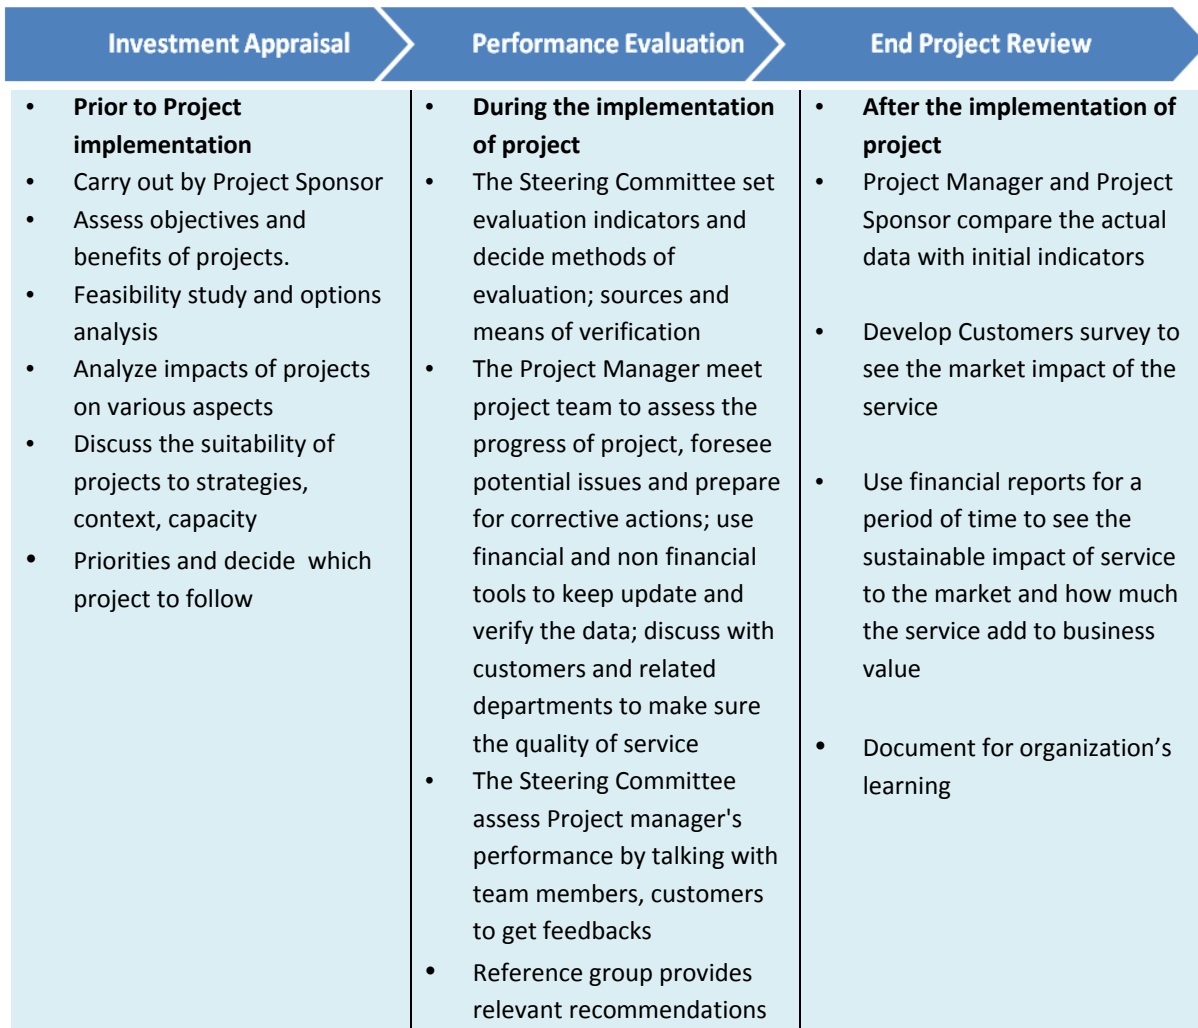 Investment Appraisal
Performance Evaluation
End Project Review
• Prior to Project
implementation
• Carry out by Project Sponsor
• Assess objectives and
benefits of projects.
• Feasibility study and options
analysis
• Analyze impacts of projects
on various aspects
• Discuss the suitability of
projects to strategies,
context, capacity
• Priorities and decide which
project to follow
• During the implementation
of project
• The Steering Committee set
evaluation indicators and
decide methods of
evaluation; sources and
means of verification
• The Project Manager meet
project team to assess the
progress of project, foresee
potential issues and prepare
for corrective actions; use
financial and non financial
tools to keep update and
verify the data; discuss with
customers and related
departments to make sure
the quality of service
• The Steering Committee
assess Project manager's
performance by talking with
team members, customers
to get feedbacks
• Reference group provides
relevant recommendations
• After the implementation of
project
• Project Manager and Project
Sponsor compare the actual
data with initial indicators
• Develop Customers survey to
see the market impact of the
service
• Use financial reports for a
period of time to see the
sustainable impact of service
to the market and how much
the service add to business
value
• Document for organization’s
learning